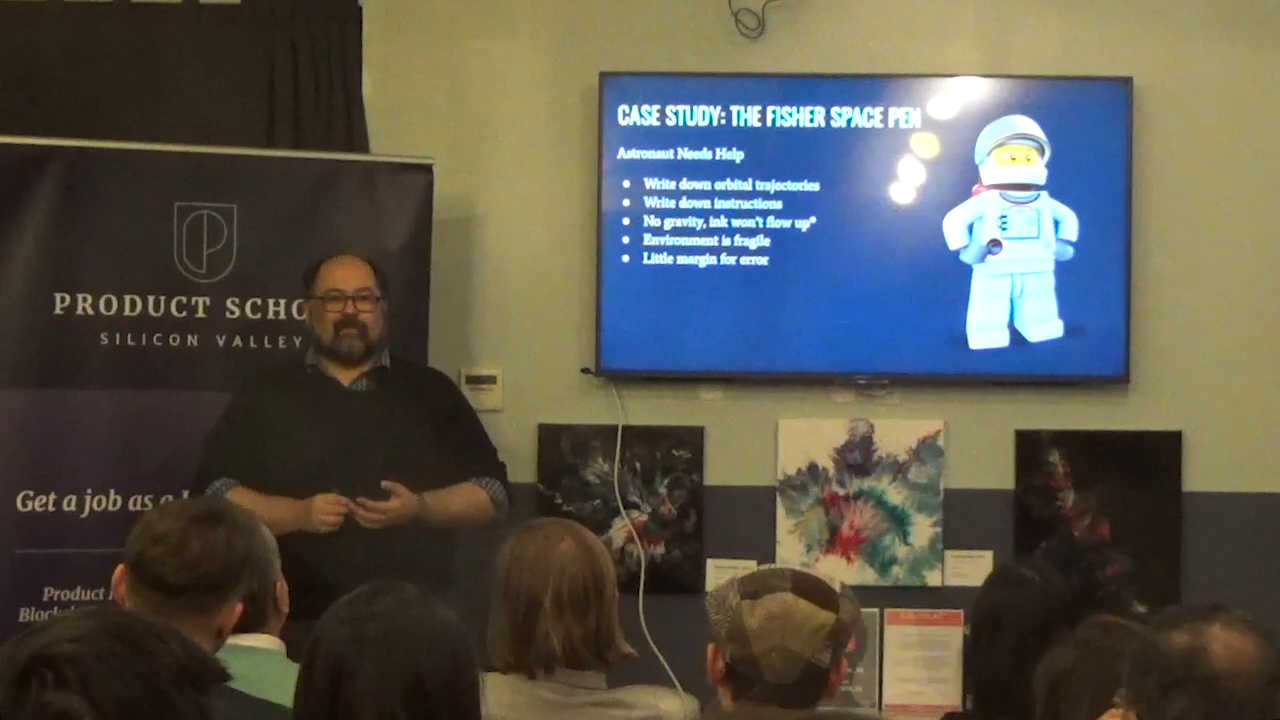 PRODUCT SCHO
SILICON VALLEY
Get a job as a
Product
CASE STUDY: THE FISHER SPACE PEN
Astronaut Needs Help
• Write down orbital trajectories
• Write down instructions
• No gravity, ink won't flow up*
• Environment is fragile
• Little margin for error